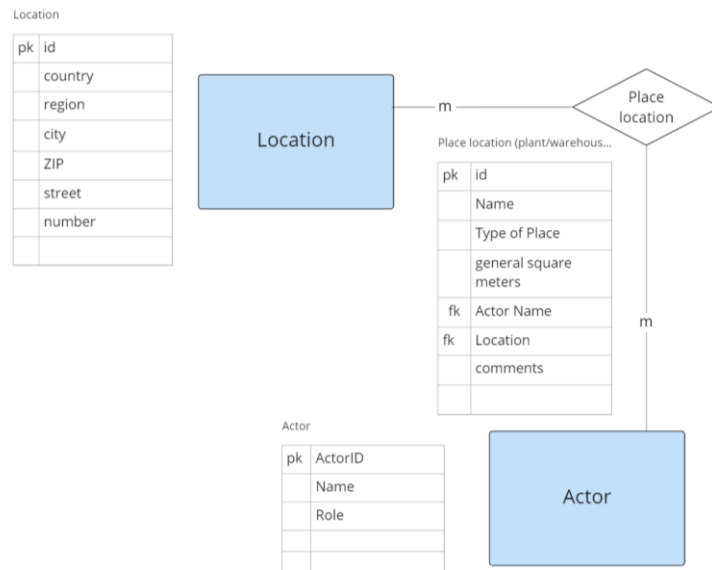 Location
pk id
country
region
city
ZIP
street
number
Location
m
Place
location
Place location (plant/warehous...
pk id
Name
Type of Place
general square
meters
fk Actor Name
fk Location
comments
m
Actor
pk ActorID
Name
Role
Actor